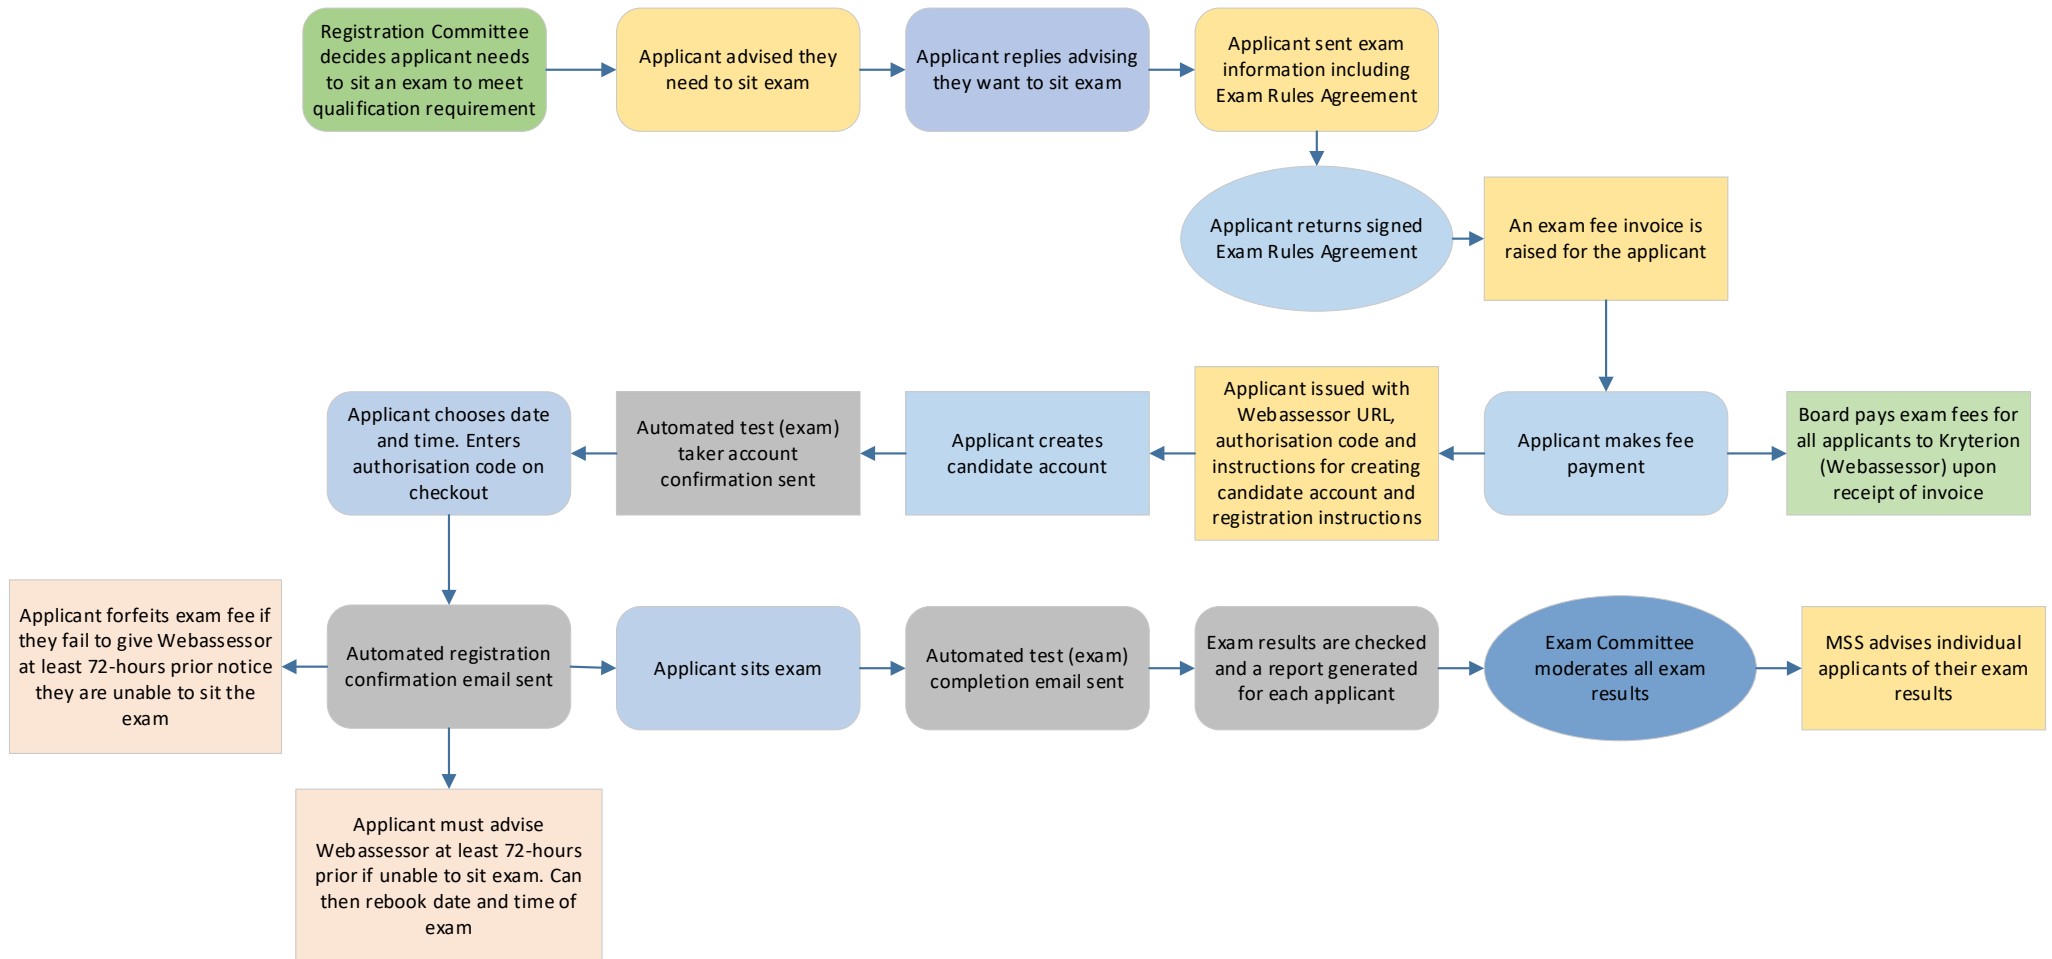 Registration Committee
decides applicant needs
to sit an exam to meet
qualification requirement
Applicant advised they
need to sit exam
Applicant replies advising
they want to sit exam
Applicant sent exam
information including
Exam Rules Agreement
Applicant returns signed
Exam Rules Agreement
An exam fee invoice is
raised for the applicant
Applicant makes fee
payment
Board pays exam fees for
all applicants to Kryterion
(Webassessor) upon
receipt of invoice
Applicant issued with
Webassessor URL,
authorisation code and
instructions for creating
candidate account and
registration instructions
Applicant creates
candidate account
Automated test (exam)
taker account
confirmation sent
Applicant chooses date
and time. Enters
authorisation code on
checkout
Automated registration
confirmation email sent
Applicant forfeits exam fee if
they fail to give Webassessor
at least 72-hours prior notice
they are unable to sit the
exam
Applicant must advise
Webassessor at least 72-hours
prior if unable to sit exam. Can
then rebook date and time of
exam
Applicant sits exam
Automated test (exam)
completion email sent
Exam results are checked
and a report generated
for each applicant
Exam Committee
moderates all exam
results
MSS advises individual
applicants of their exam
results